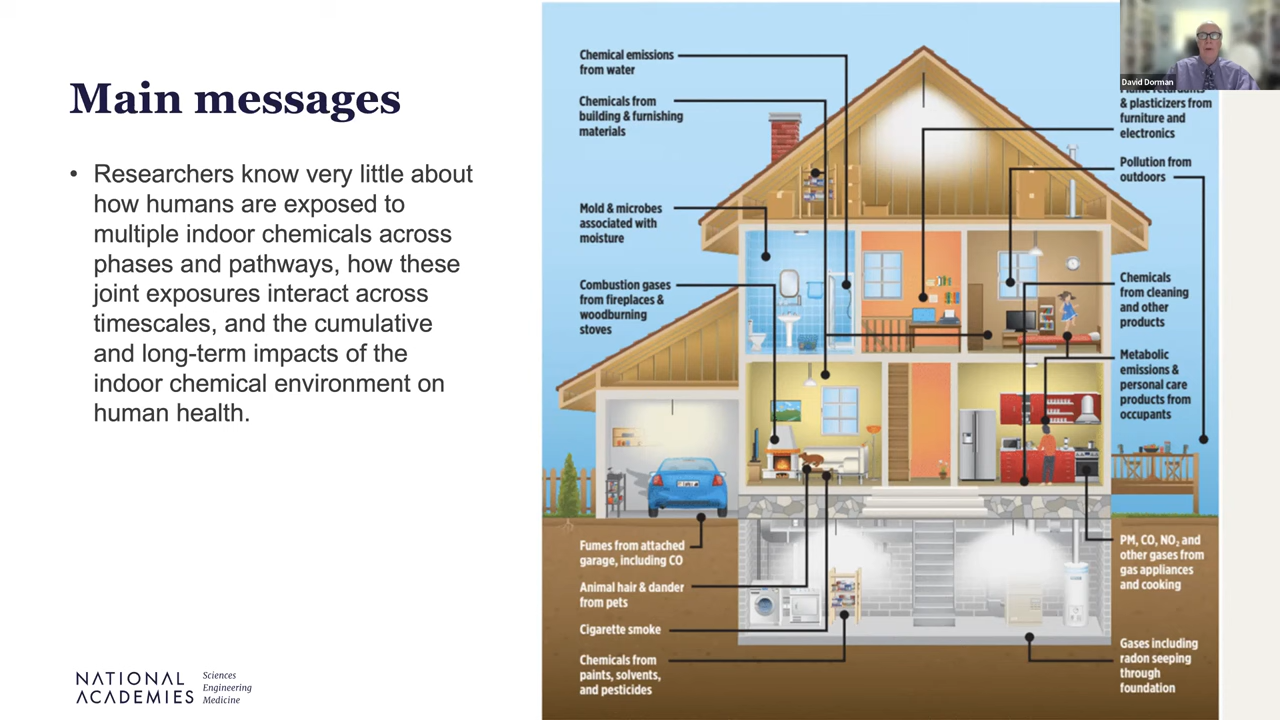 Main messages
• Researchers know very little about
how humans are exposed to
multiple indoor chemicals across
phases and pathways, how these
joint exposures interact across
timescales, and the cumulative
and long-term impacts of the
indoor chemical environment on
human health.
NATIONAL
ACADEMIES
Sciences
Engineering
Medicine
Chemical emissions
from water
Chemicals from
building & furnishing
materials
Mold & microbes
associated with
moisture
Combustion gases
from fireplaces &
woodburning
stoves
Fumes from attached
garage, including CO
Animal hair & dander
from pets
Cigarette smoke
Chemicals from
paints, solvents,
and pesticides
David Dorman
Flame retardants
& plasticizers from
furniture and
electronics
Pollution from
outdoors
Chemicals
from cleaning
and other
products
Metabolic
emissions &
personal care
products from
occupants
PM, CO, NO₂ and
other gases from
gas appliances
and cooking
Gases including
radon seeping
through
foundation